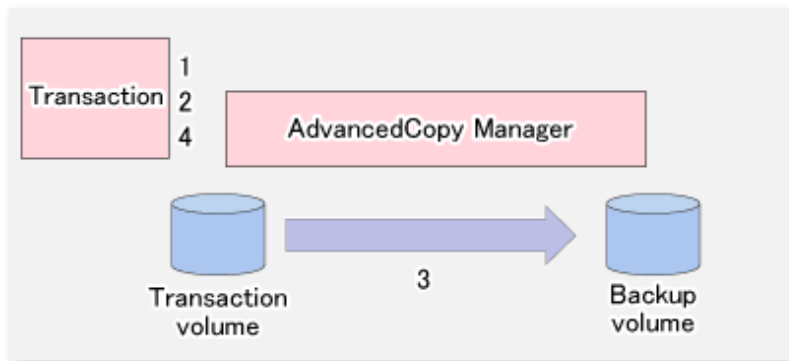 1
Transaction 2
4
AdvancedCopy Manager
3
Transaction
volume
Backup
volume